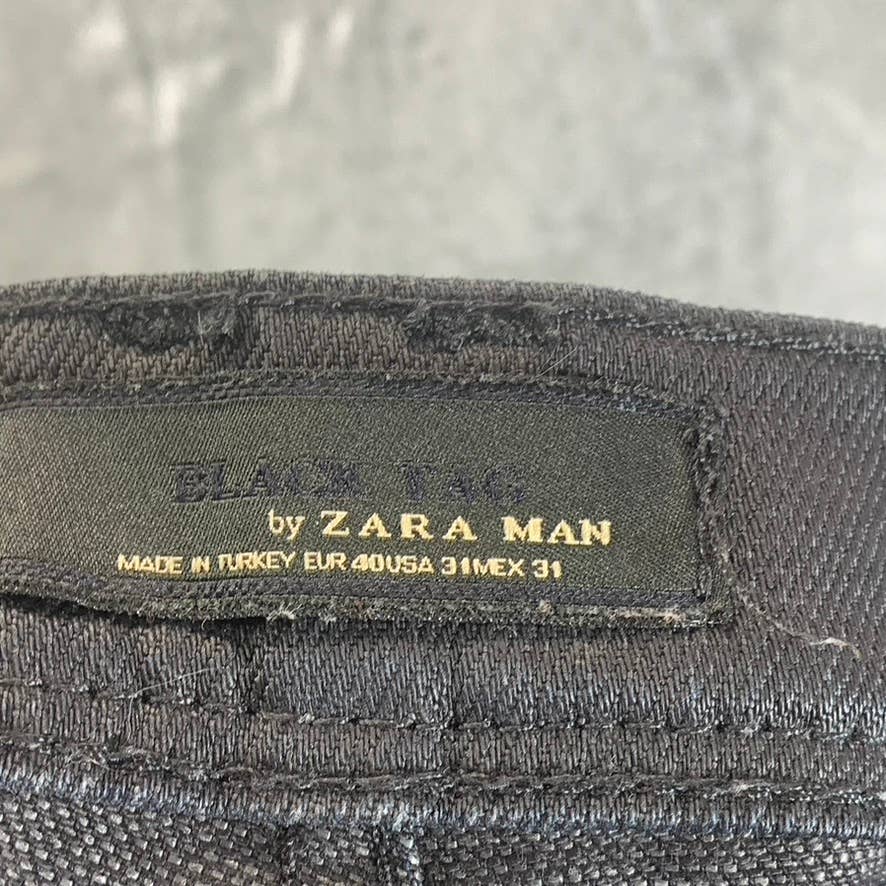 BLACK TAG
by ZARA MAN
MADE IN TURKEY EUR 40 USA 31 MEX 31